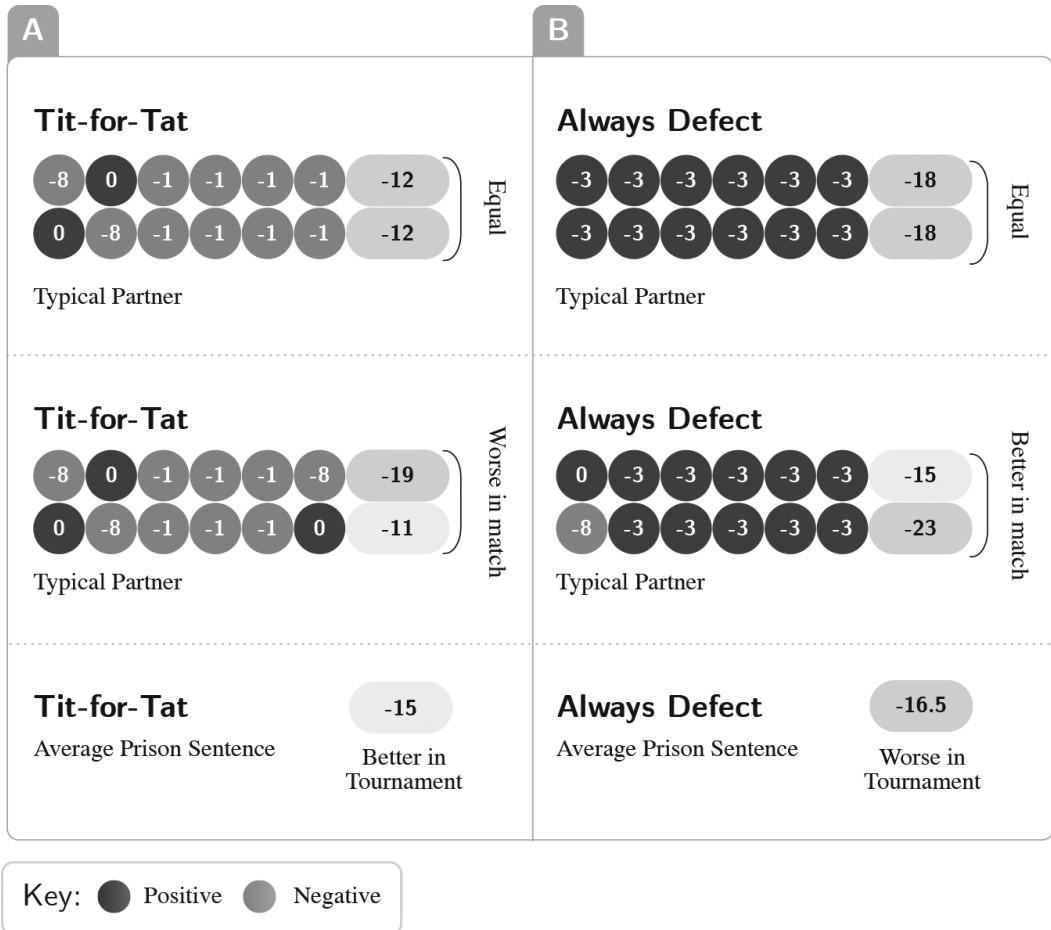 A
Tit-for-Tat
-8 0 -1 -1 -1 -1 -12
0 -8 -1 -1 -1 -1 -12
Equal
Typical Partner
Tit-for-Tat
-8 0 -1 -1 -1 -8 -19
0 -8 -1 -1 -1 0 -11
Worse in match
Typical Partner
Tit-for-Tat
-15
Average Prison Sentence
Better in
Tournament
B
Always Defect
-3 -3 -3 -3 -3 -3 -18
-3 -3 -3 -3 -3 -3 -18
Equal
Typical Partner
Always Defect
0 -3 -3 -3 -3 -3 -15
-8 -3 -3 -3 -3 -3 -23
Better in match
Typical Partner
Always Defect
-16.5
Average Prison Sentence
Worse in
Tournament
Key: Positive Negative